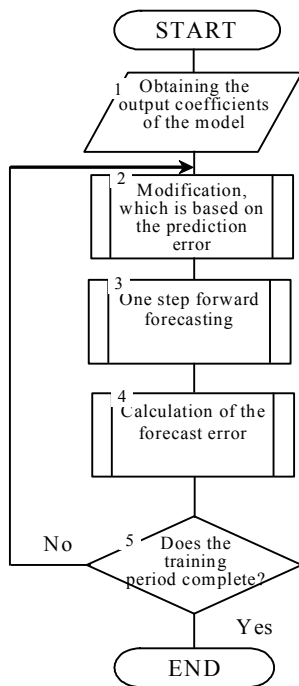 START
1
Obtaining the
output coefficients
of the model
2
Modification,
which is based on
the prediction
error
3
One step forward
forecasting
4
Calculation of the
forecast error
5
Does the
training
period complete?
No
Yes
END